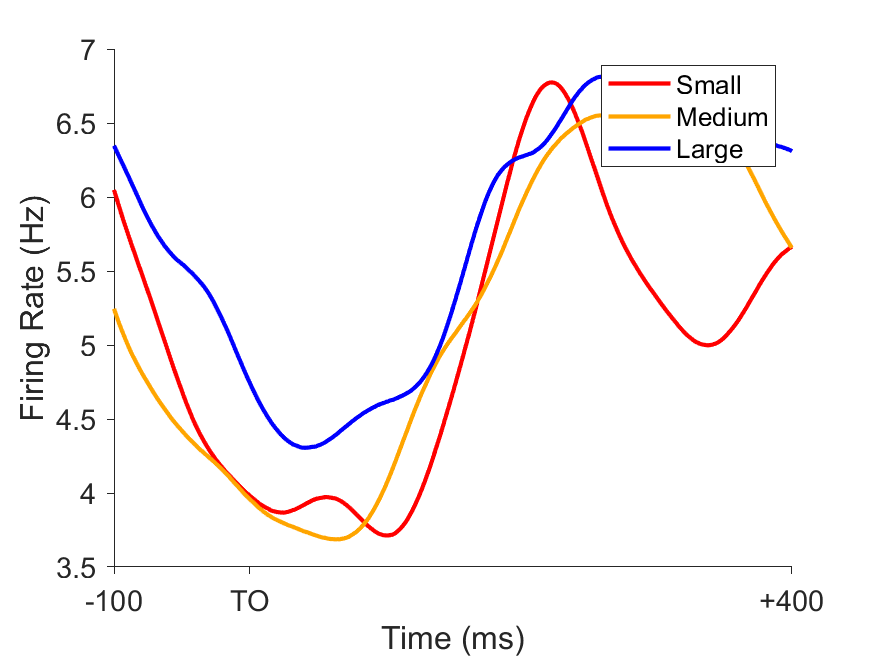 7
6.5
6
5.5
5
4.5
4
3.5
Firing Rate (Hz)
Small
Medium
Large
-100 TO +400
Time (ms)